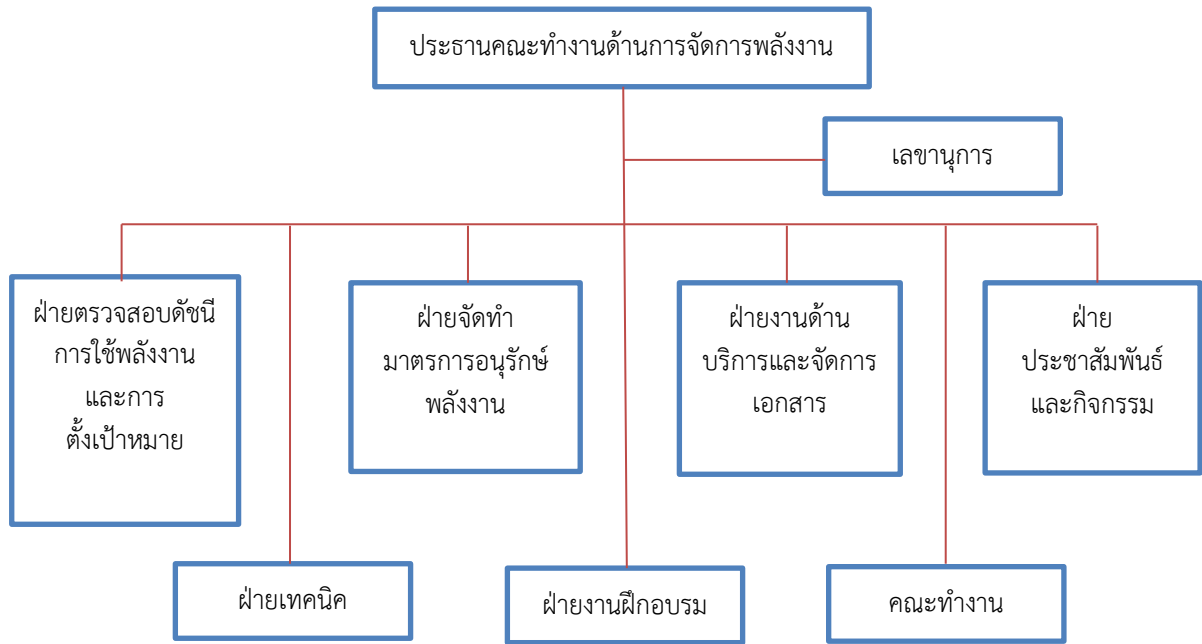 ประธานคณะทำงานด้านการจัดการพลังงาน
เลขานุการ
ฝ่ายตรวจสอบดัชนี
การใช้พลังงาน
และการ
ตั้งเป้าหมาย
ฝ่ายจัดทำ
มาตรการอนุรักษ์
พลังงาน
ฝ่ายงานด้าน
บริการและจัดการ
เอกสาร
ฝ่าย
ประชาสัมพันธ์
และกิจกรรม
ฝ่ายเทคนิค
ฝ่ายงานฝึกอบรม
คณะทำงาน